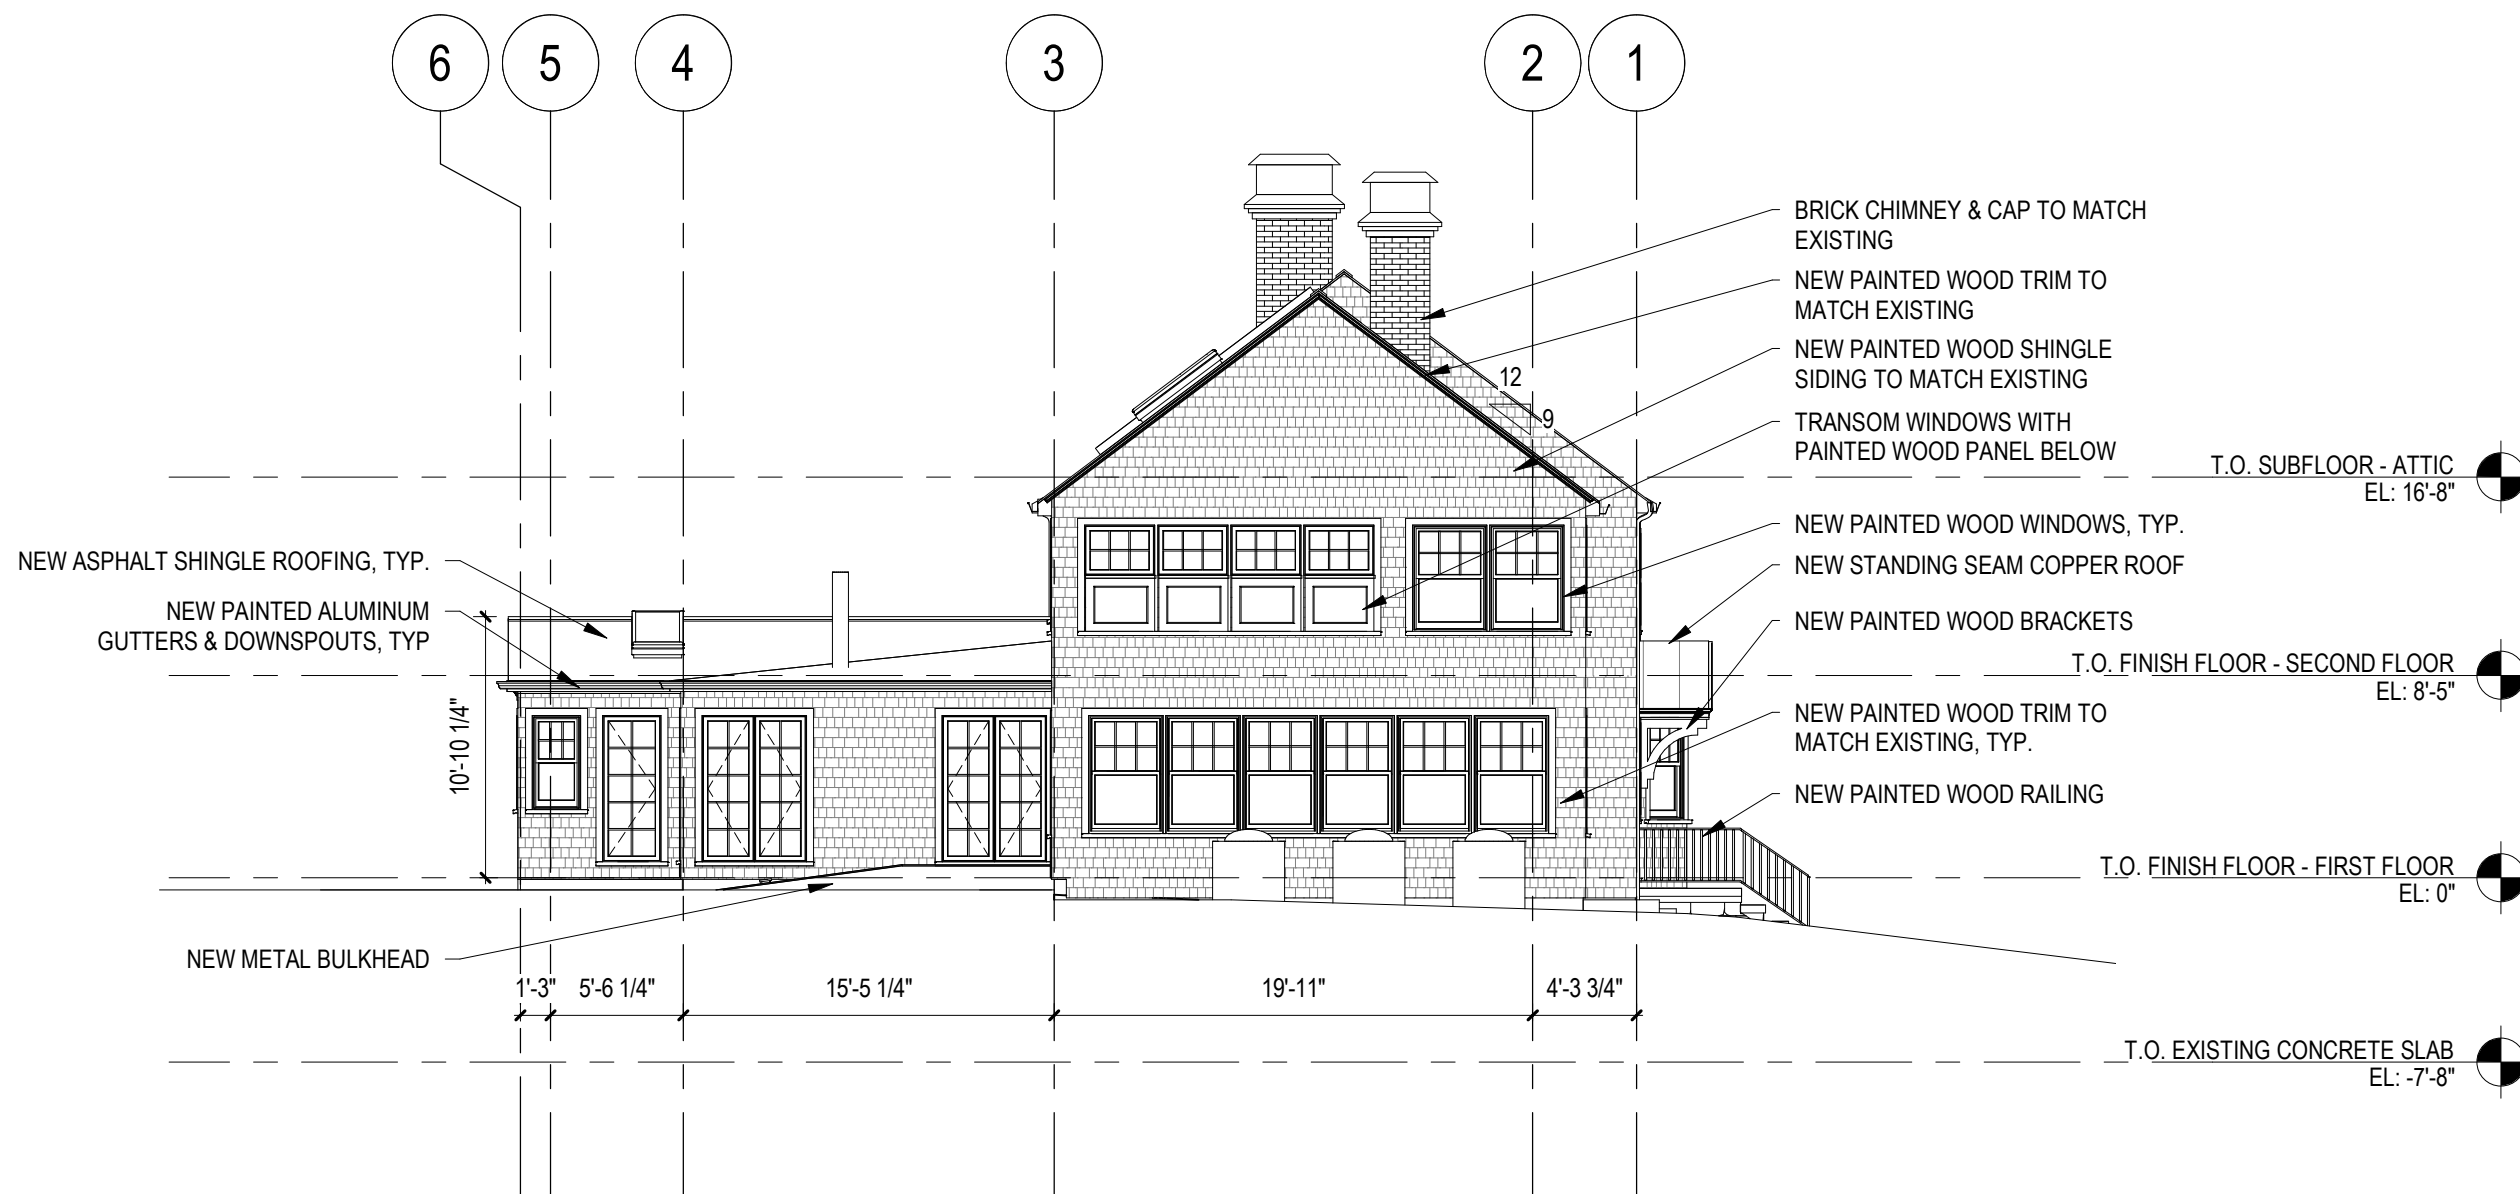 6
5
4
3
2
1
BRICK CHIMNEY & CAP TO MATCH
EXISTING
NEW PAINTED WOOD TRIM TO
MATCH EXISTING
NEW PAINTED WOOD SHINGLE
SIDING TO MATCH EXISTING
12
9
TRANSOM WINDOWS WITH
PAINTED WOOD PANEL BELOW
T.O. SUBFLOOR - ATTIC
EL: 16'-8"
NEW PAINTED WOOD WINDOWS, TYP.
NEW STANDING SEAM COPPER ROOF
NEW PAINTED WOOD BRACKETS
T.O. FINISH FLOOR - SECOND FLOOR
EL: 8'-5"
NEW PAINTED WOOD TRIM TO
MATCH EXISTING, TYP.
NEW PAINTED WOOD RAILING
T.O. FINISH FLOOR - FIRST FLOOR
EL: 0"
NEW ASPHALT SHINGLE ROOFING, TYP.
NEW PAINTED ALUMINUM
GUTTERS & DOWNSPOUTS, TYP
10'-10 1/4"
NEW METAL BULKHEAD
1'-3"
5'-6 1/4"
15'-5 1/4"
19'-11"
4'-3 3/4"
T.O. EXISTING CONCRETE SLAB
EL: -7'-8"